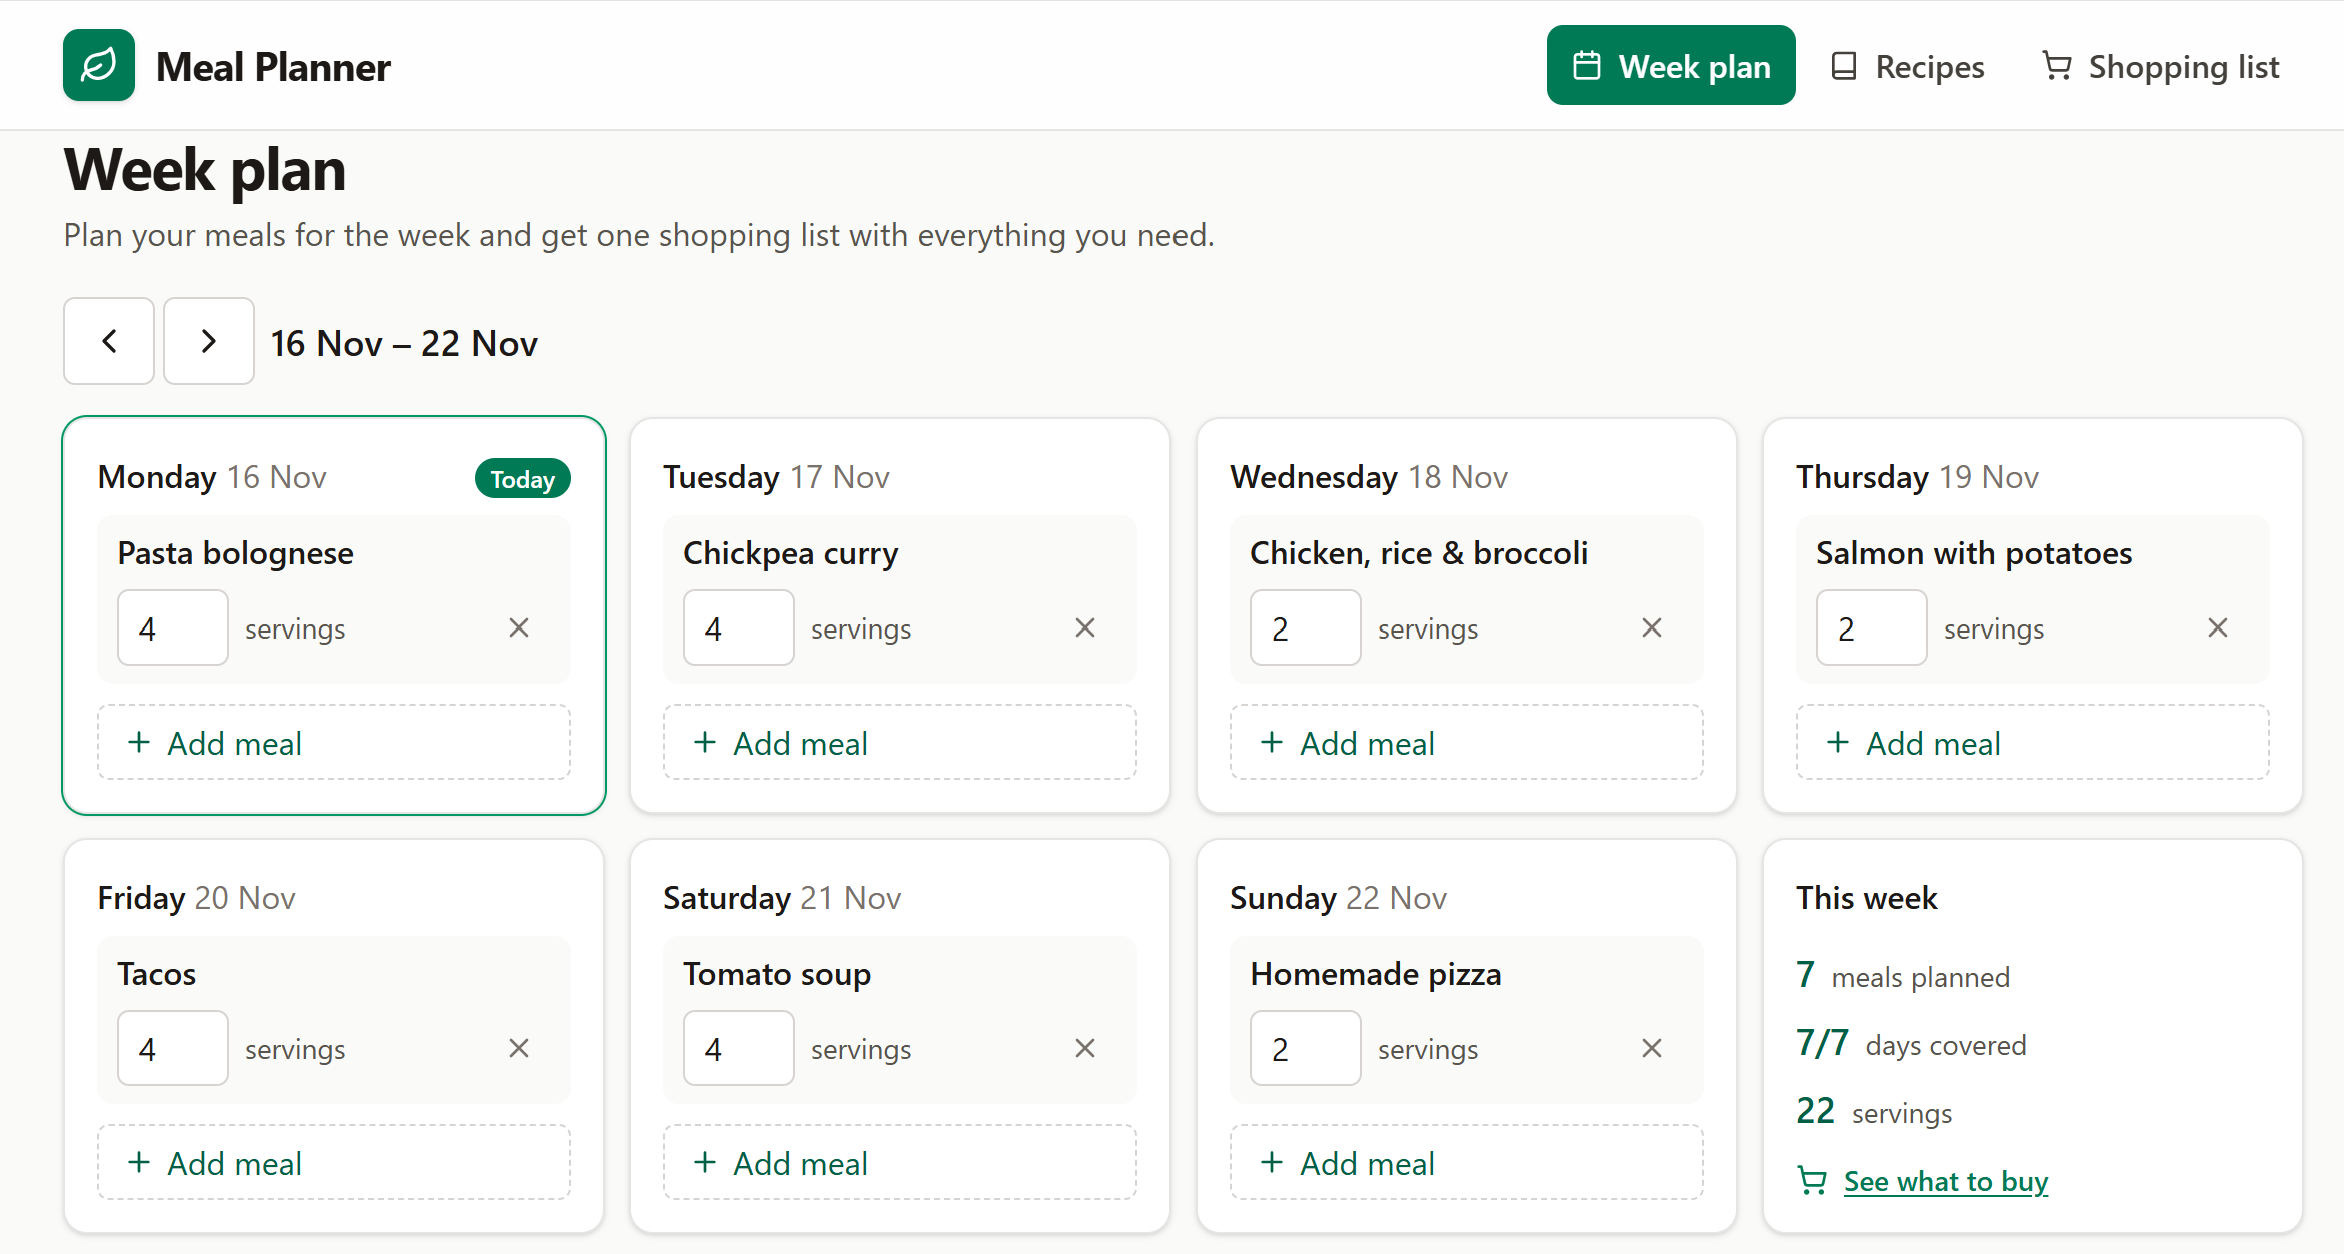 Meal Planner
Week plan
Recipes
Shopping list
Week plan
Plan your meals for the week and get one shopping list with everything you need.
16 Nov – 22 Nov
Monday 16 Nov
Today
Pasta bolognese
4 servings
+ Add meal
Tuesday 17 Nov
Chickpea curry
4 servings
+ Add meal
Wednesday 18 Nov
Chicken, rice & broccoli
2 servings
+ Add meal
Thursday 19 Nov
Salmon with potatoes
2 servings
+ Add meal
Friday 20 Nov
Tacos
4 servings
+ Add meal
Saturday 21 Nov
Tomato soup
4 servings
+ Add meal
Sunday 22 Nov
Homemade pizza
2 servings
+ Add meal
This week
7 meals planned
7/7 days covered
22 servings
See what to buy